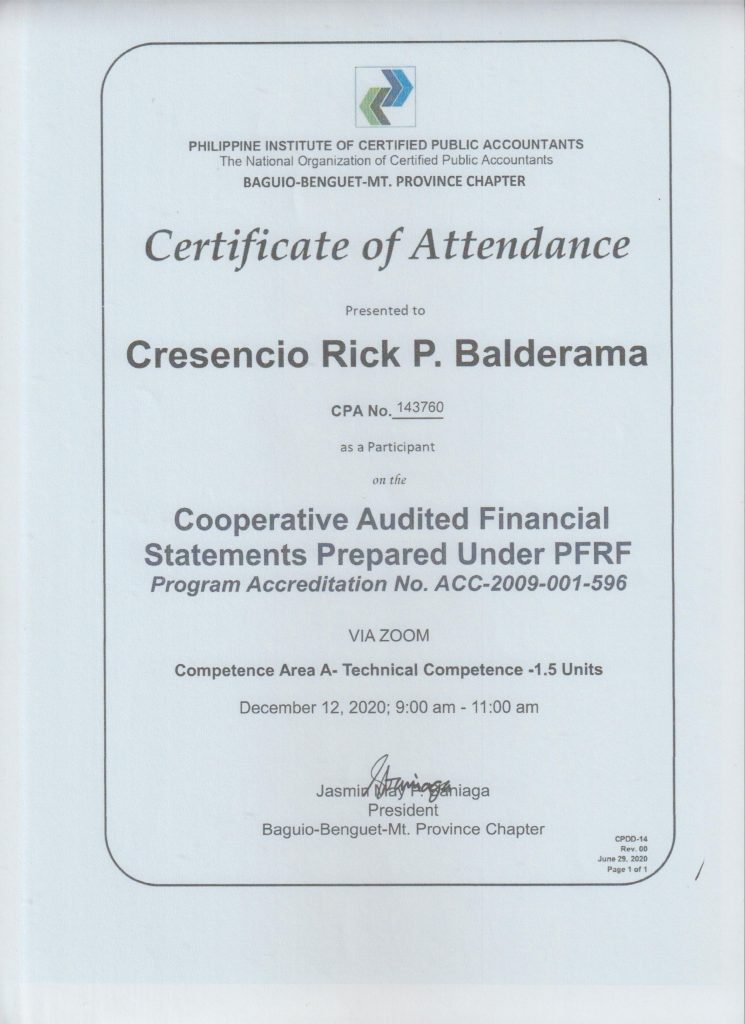 PHILIPPINE INSTITUTE OF CERTIFIED PUBLIC ACCOUNTANTS
The National Organization of Certified Public Accountants
BAGUIO-BENGUET-MT. PROVINCE CHAPTER
Certificate of Attendance
Presented to
Cresencio Rick P. Balderama
CPA No. 143760
as a Participant
on the
Cooperative Audited Financial
Statements Prepared Under PFRF
Program Accreditation No. ACC-2009-001-596
VIA ZOOM
Competence Area A- Technical Competence -1.5 Units
December 12, 2020; 9:00 am - 11:00 am
Jasmin May P.
President
Baguio-Benguet-Mt. Province Chapter
CPDD-14
Rev. 00
June 29, 2020
Page 1 of 1